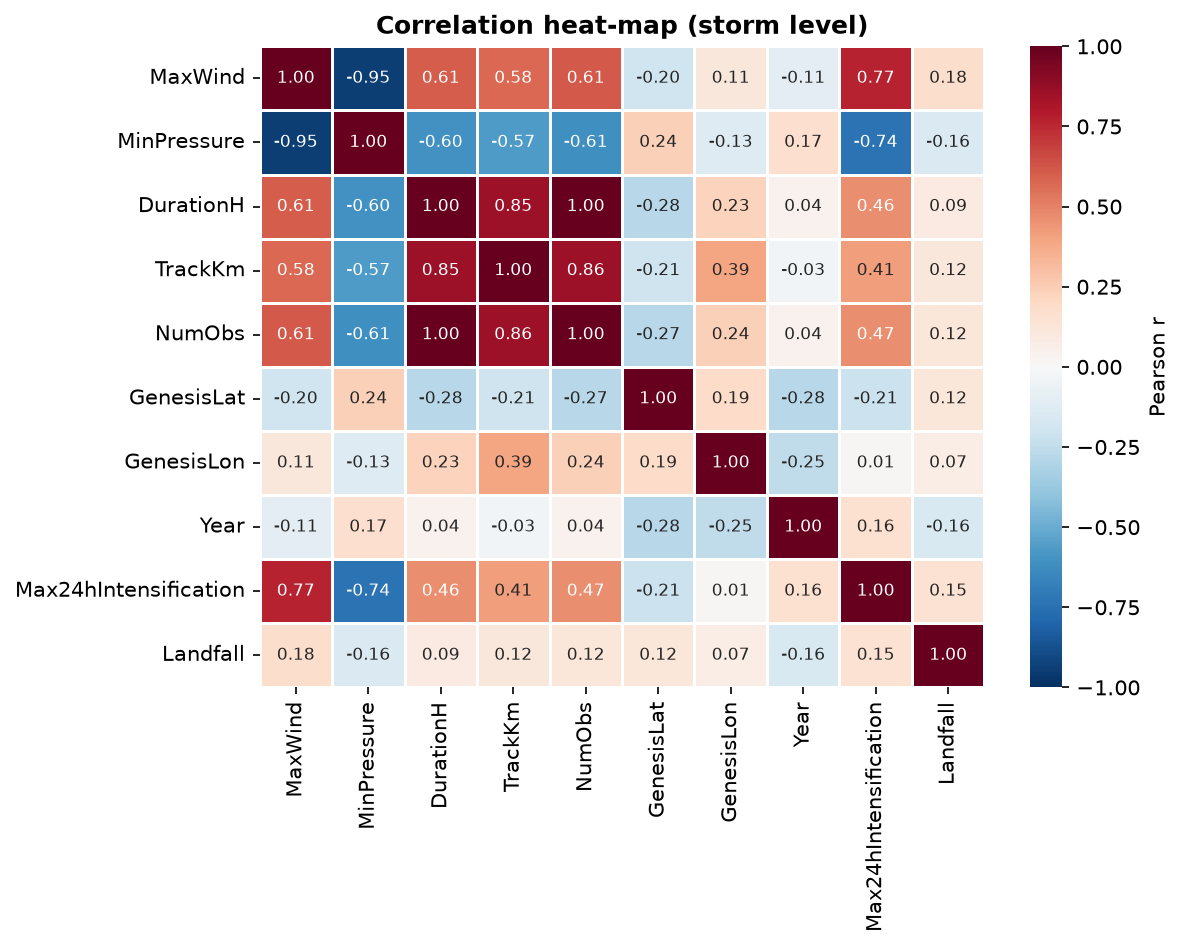 Correlation heat-map (storm level)
MaxWind 1.00 -0.95 0.61 0.58 0.61 -0.20 0.11 -0.11 0.77 0.18
MinPressure -0.95 1.00 -0.60 -0.57 -0.61 0.24 -0.13 0.17 -0.74 -0.16
DurationH 0.61 -0.60 1.00 0.85 1.00 -0.28 0.23 0.04 0.46 0.09
TrackKm 0.58 -0.57 0.85 1.00 0.86 -0.21 0.39 -0.03 0.41 0.12
NumObs 0.61 -0.61 1.00 0.86 1.00 -0.27 0.24 0.04 0.47 0.12
GenesisLat -0.20 0.24 -0.28 -0.21 -0.27 1.00 0.19 -0.28 -0.21 0.12
GenesisLon 0.11 -0.13 0.23 0.39 0.24 0.19 1.00 -0.25 0.01 0.07
Year -0.11 0.17 0.04 -0.03 0.04 -0.28 -0.25 1.00 0.16 -0.16
Max24hIntensification 0.77 -0.74 0.46 0.41 0.47 -0.21 0.01 0.16 1.00 0.15
Landfall 0.18 -0.16 0.09 0.12 0.12 0.12 0.07 -0.16 0.15 1.00
MaxWind
MinPressure
DurationH
TrackKm
NumObs
GenesisLat
GenesisLon
Year
Max24hIntensification
Landfall
1.00
0.75
0.50
0.25
0.00
−0.25
−0.50
−0.75
−1.00
Pearson r